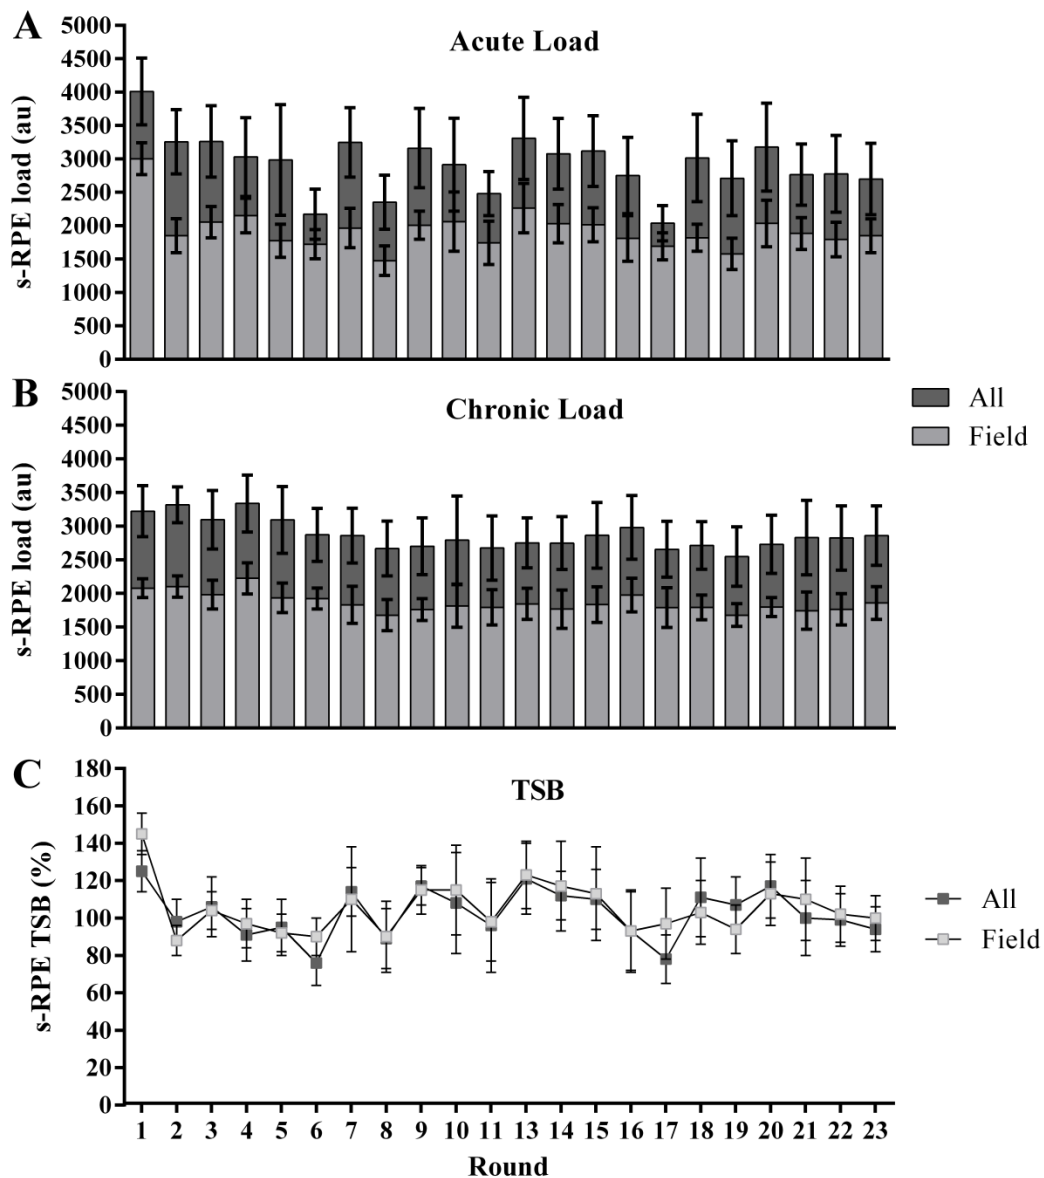 A
Acute Load
s-RPE load (au)
5000
4500
4000
3500
3000
2500
2000
1500
1000
500
0
B
Chronic Load
s-RPE load (au)
5000
4500
4000
3500
3000
2500
2000
1500
1000
500
0
All
Field
C
TSB
s-RPE TSB (%)
180
160
140
120
100
80
60
40
20
0
All
Field
1 2 3 4 5 6 7 8 9 10 11 13 14 15 16 17 18 19 20 21 22 23
Round